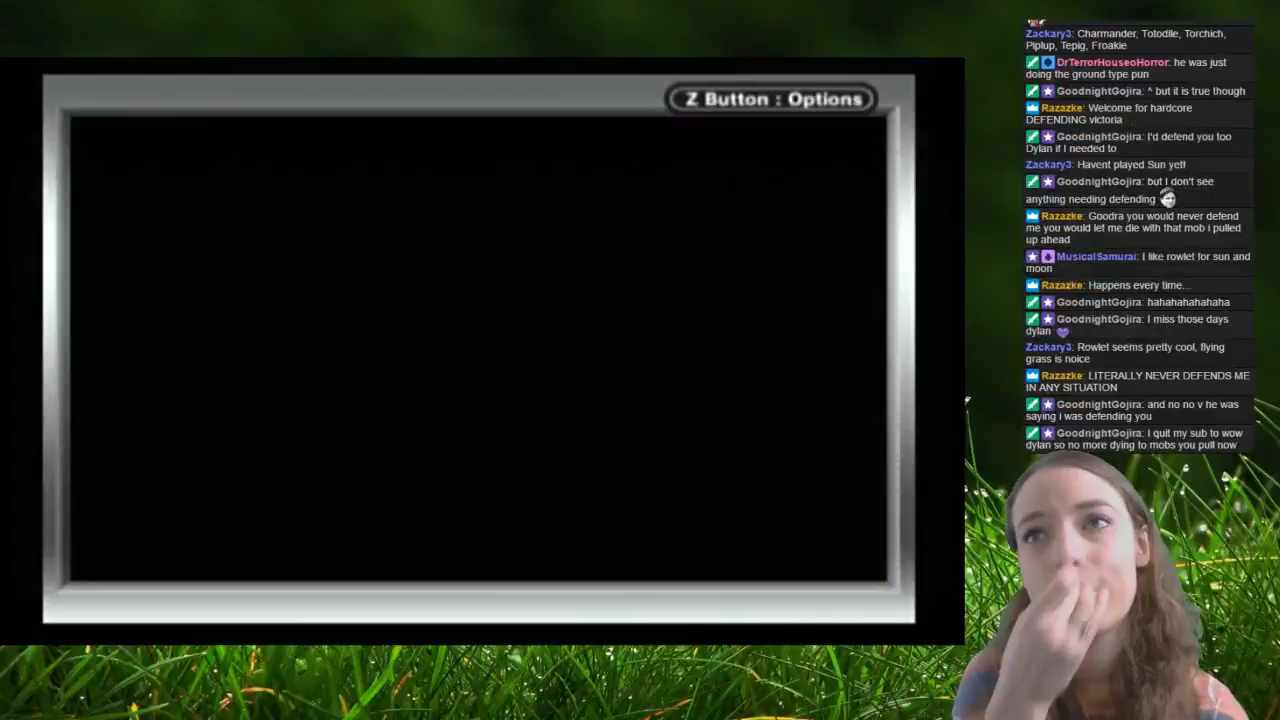 Z Button : Options
Zackary3: Charmander, Totodile, Torchich,
Piplup, Tepig, Froakie
DrTerrorHouseoHorror: he was just
doing the ground type pun
GoodnightGojira: ^ but it is true though
Razazke: Welcome for hardcore
DEFENDING victoria
GoodnightGojira: I'd defend you too
Dylan if I needed to
Zackary3: Havent played Sun yet!
GoodnightGojira: but I don't see
anything needing defending
Razazke: Goodra you would never defend
me you would let me die with that mob i pulled
up ahead
MusicalSamurai: I like rowlet for sun and
moon
Razazke: Happens every time...
GoodnightGojira: hahahahahahaha
GoodnightGojira: I miss those days
dylan
Zackary3: Rowlet seems pretty cool, flying
grass is noice
Razazke: LITERALLY NEVER DEFENDS ME
IN ANY SITUATION
GoodnightGojira: and no no v he was
saying i was defending you
GoodnightGojira: I quit my sub to wow
dylan so no more dying to mobs you pull now